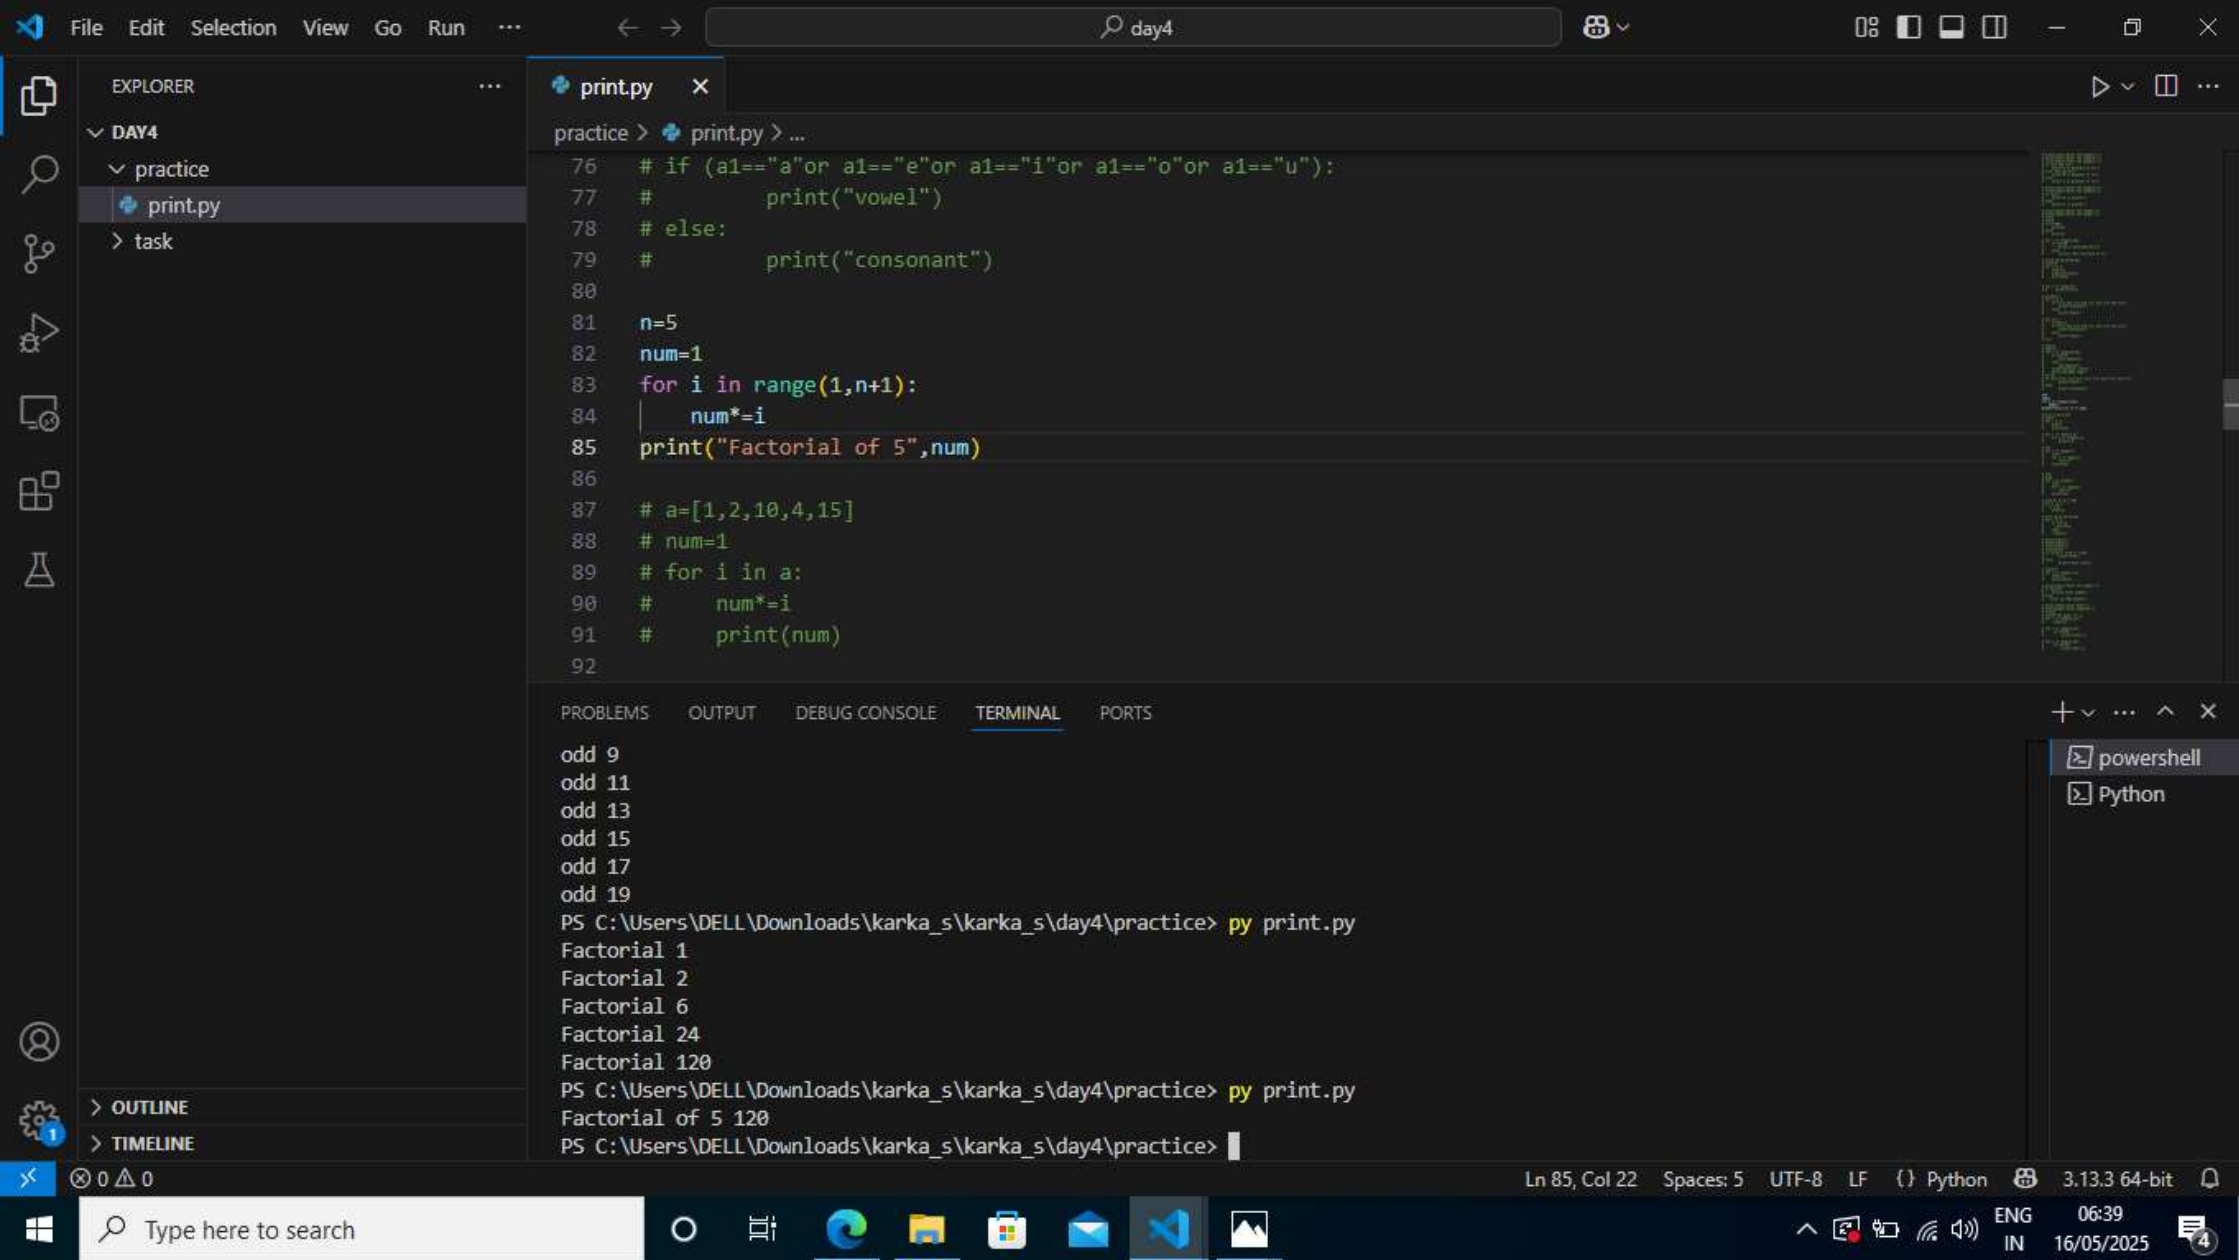 File Edit Selection View Go Run ··· day4
EXPLORER ···
DAY4
practice
print.py
task
OUTLINE
TIMELINE
print.py
practice > print.py > ...
76 # if (a1=="a"or a1=="e"or a1=="i"or a1=="o"or a1=="u"):
77 #         print("vowel")
78 # else:
79 #         print("consonant")
80
81 n=5
82 num=1
83 for i in range(1,n+1):
84     num*=i
85 print("Factorial of 5",num)
86
87 # a=[1,2,10,4,15]
88 # num=1
89 # for i in a:
90 #     num*=i
91 #     print(num)
92
PROBLEMS OUTPUT DEBUG CONSOLE TERMINAL PORTS
odd 9
odd 11
odd 13
odd 15
odd 17
odd 19
PS C:\Users\DELL\Downloads\karka_s\karka_s\day4\practice> py print.py
Factorial 1
Factorial 2
Factorial 6
Factorial 24
Factorial 120
PS C:\Users\DELL\Downloads\karka_s\karka_s\day4\practice> py print.py
Factorial of 5 120
PS C:\Users\DELL\Downloads\karka_s\karka_s\day4\practice>
powershell
Python
1
0 0 Ln 85, Col 22 Spaces: 5 UTF-8 LF {} Python 3.13.3 64-bit
Type here to search
ENG
IN
06:39
16/05/2025
4